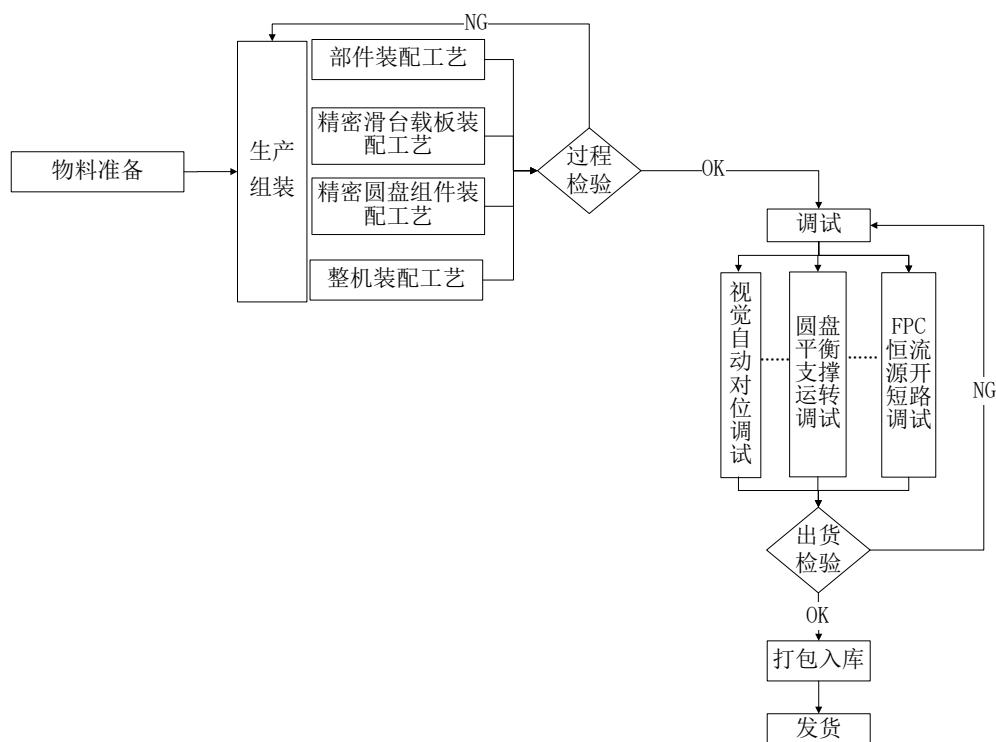 NG
部件装配工艺
精密滑台载板装
配工艺
生产
组装
物料准备
精密圆盘组件装
配工艺
整机装配工艺
过程
检验
OK
调试
视觉自动对位调试
圆盘
平衡
支撑
运转
调试
FPC
恒流
源开
短路
调试
NG
出货
检验
OK
打包入库
发货